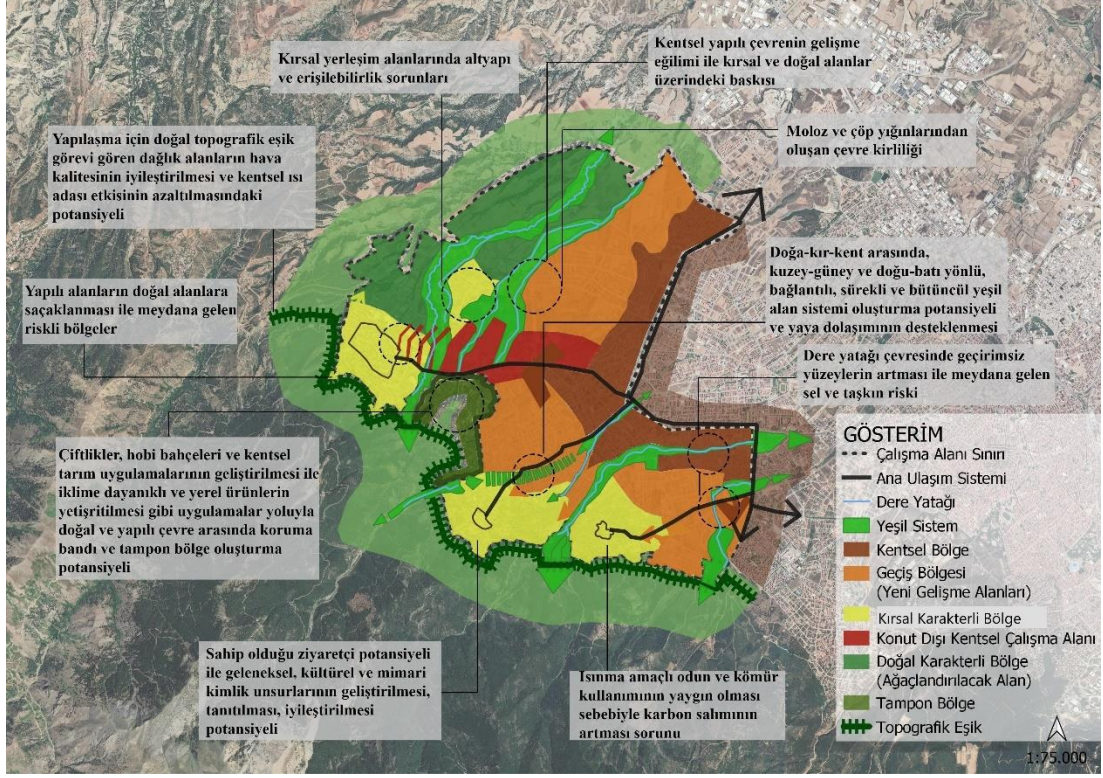 Kırsal yerleşim alanlarında altyapı
ve erişilebilirlik sorunları
Kentsel yapılı çevrenin gelişme
eğilimi ile kırsal ve doğal alanlar
üzerindeki baskısı
Yapılaşma için doğal topografik eşik
görevi gören dağlık alanların hava
kalitesinin iyileştirilmesi ve kentsel ısı
adası etkisinin azaltılmasındaki
potansiyeli
Moloz ve çöp yığınlarından
oluşan çevre kirliliği
Doğa-kır-kent arasında,
kuzey-güney ve doğu-batı yönlü,
bağlantılı, sürekli ve bütüncül yeşil
alan sistemi oluşturma potansiyeli
ve yaya dolaşımının desteklenmesi
Yapılı alanların doğal alanlara
saçaklanması ile meydana gelen
riskli bölgeler
Dere yatağı çevresinde geçirimsiz
yüzeylerin artması ile meydana gelen
sel ve taşkın riski
Çiftlikler, hobi bahçeleri ve kentsel
tarım uygulamalarının geliştirilmesi ile
iklime dayanıklı ve yerel ürünlerin
yetişritilmesi gibi uygulamalar yoluyla
doğal ve yapılı çevre arasında koruma
bandı ve tampon bölge oluşturma
potansiyeli
Sahip olduğu ziyaretçi potansiyeli
ile geleneksel, kültürel ve mimari
kimlik unsurlarının geliştirilmesi,
tanıtılması, iyileştirilmesi
potansiyeli
Isınma amaçlı odun ve kömür
kullanımının yaygın olması
sebebiyle karbon salımının
artması sorunu
GÖSTERİM
Çalışma Alanı Sınırı
Ana Ulaşım Sistemi
Dere Yatağı
Yeşil Sistem
Kentsel Bölge
Geçiş Bölgesi
(Yeni Gelişme Alanları)
Kırsal Karakterli Bölge
Konut Dışı Kentsel Çalışma Alanı
Doğal Karakterli Bölge
(Ağaçlandırılacak Alan)
Tampon Bölge
Topografik Eşik
1:75.000